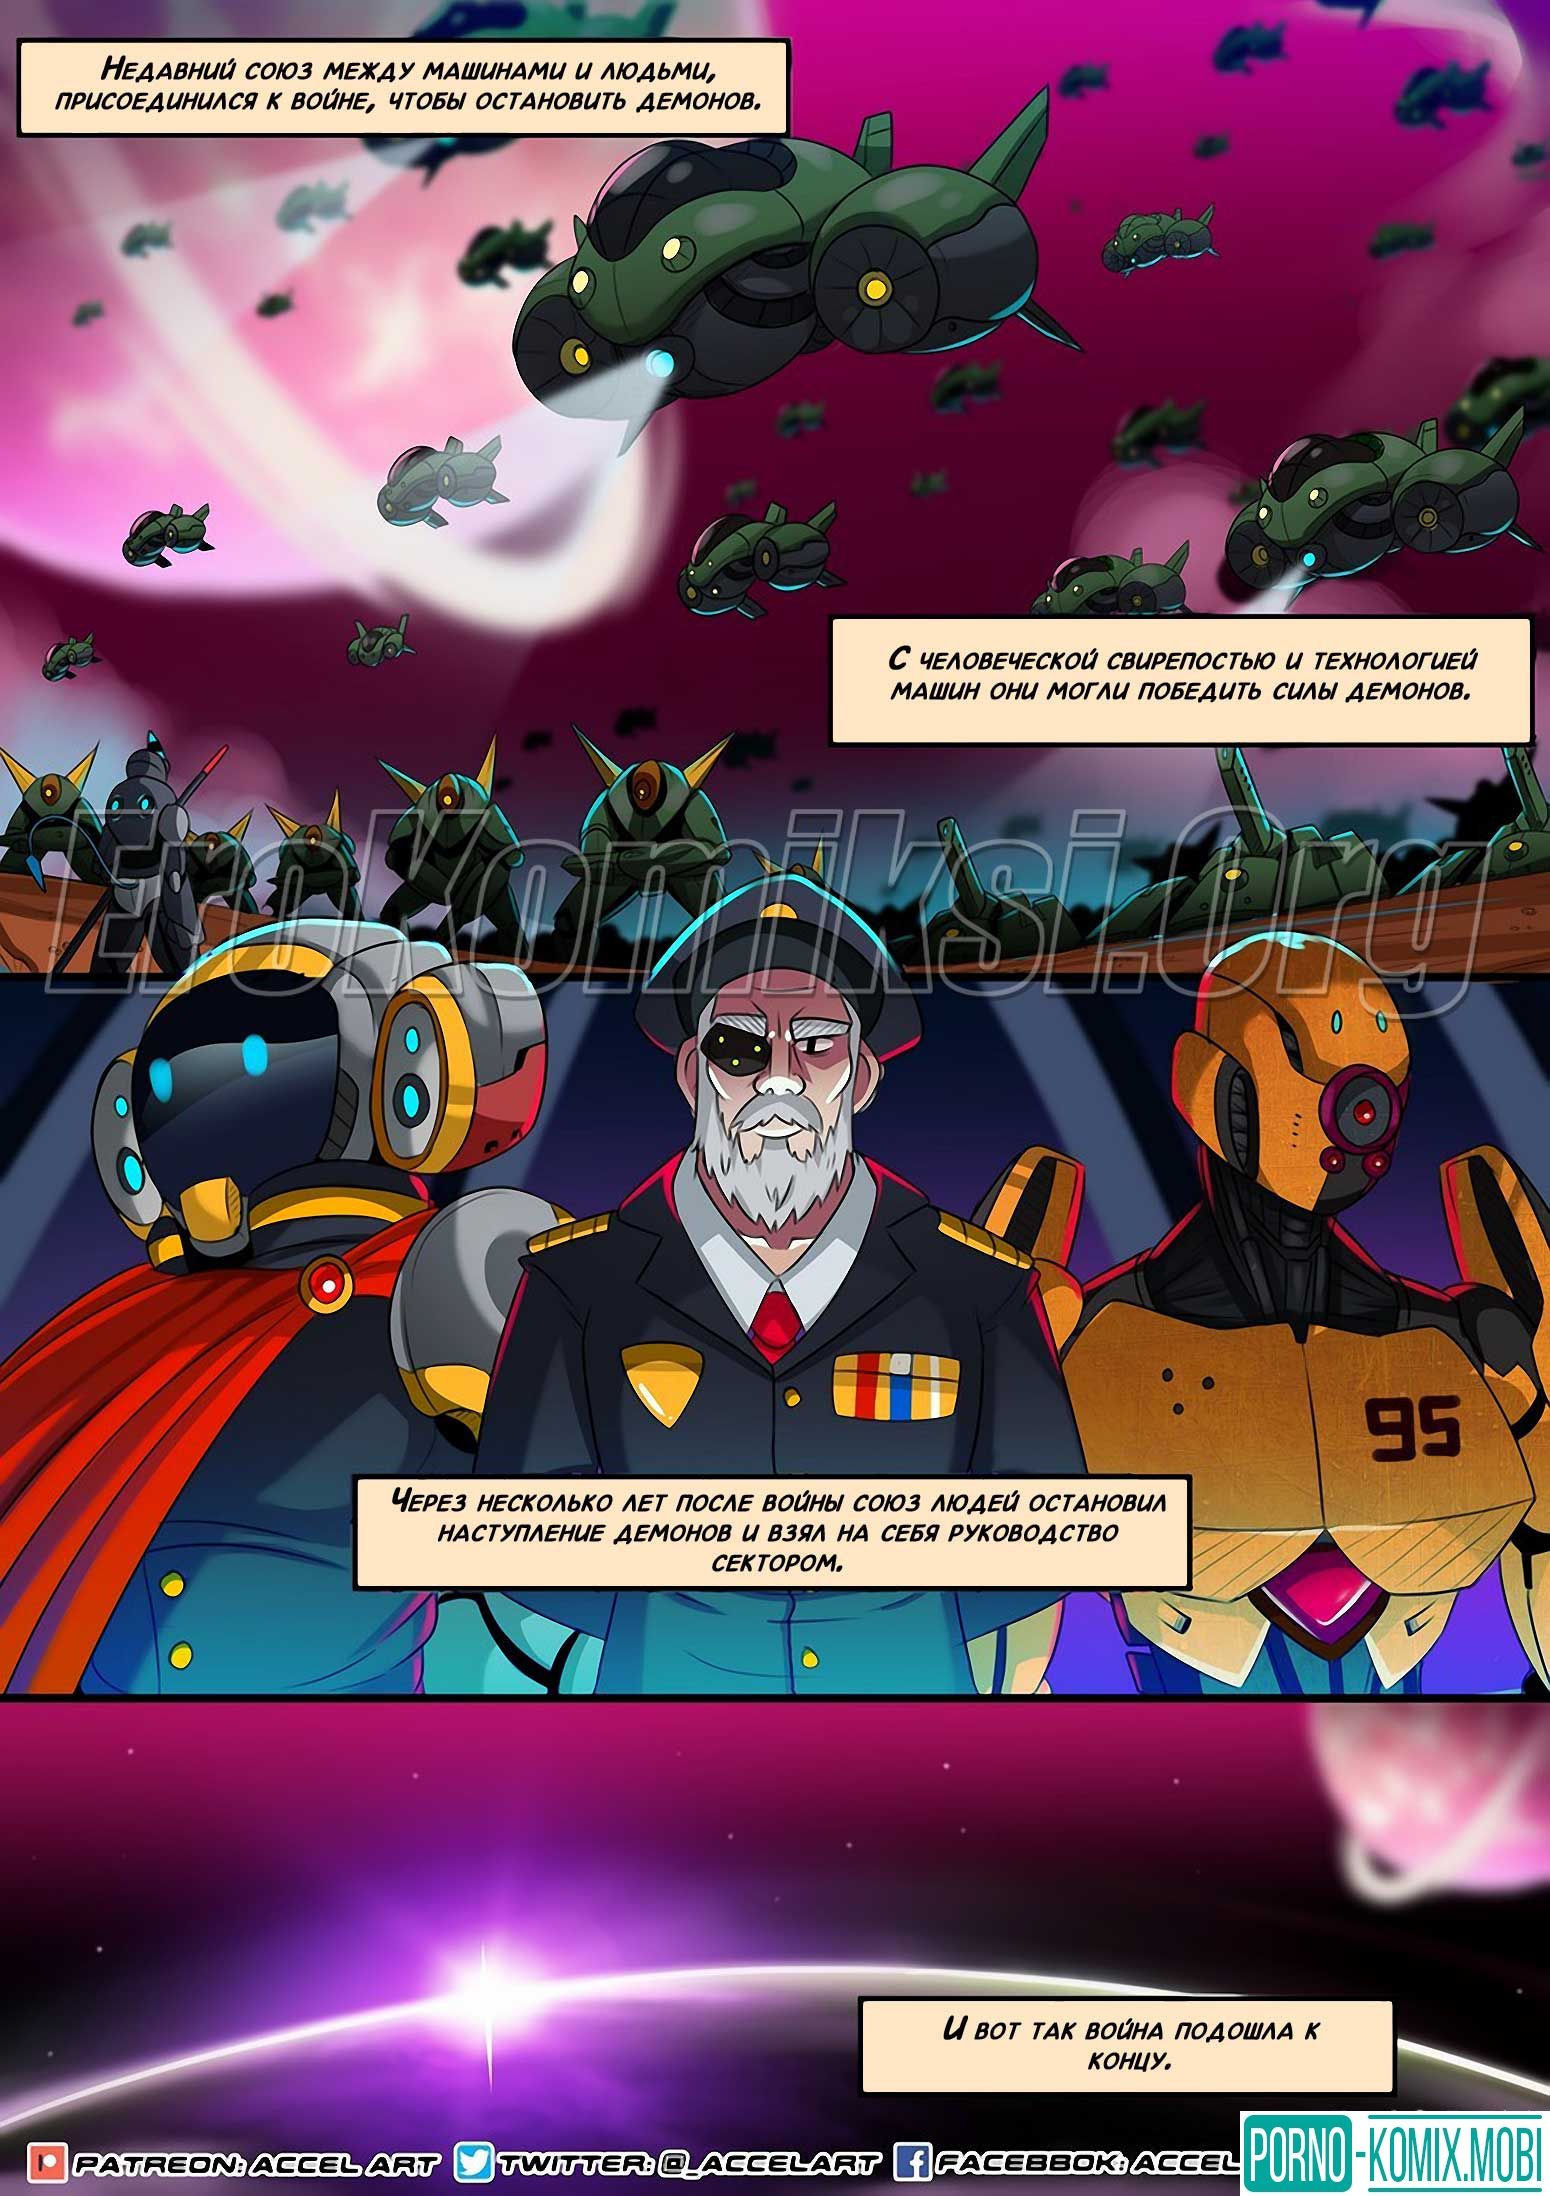 Недавний союз между машинами и людьми,
присоединился к войне, чтобы остановить демонов.
С человеческой свирепостью и технологией
машин они могли победить силы демонов.
EroKomiksi.Org
95
Через несколько лет после войны союз людей остановил
наступление демонов и взял на себя руководство
сектором.
И вот так война подошла к
концу.
PATREON: ACCEL ART TWITTER: @_ACCELART FACEBBOK: ACCEL
PORNO-KOMIX.MOBI